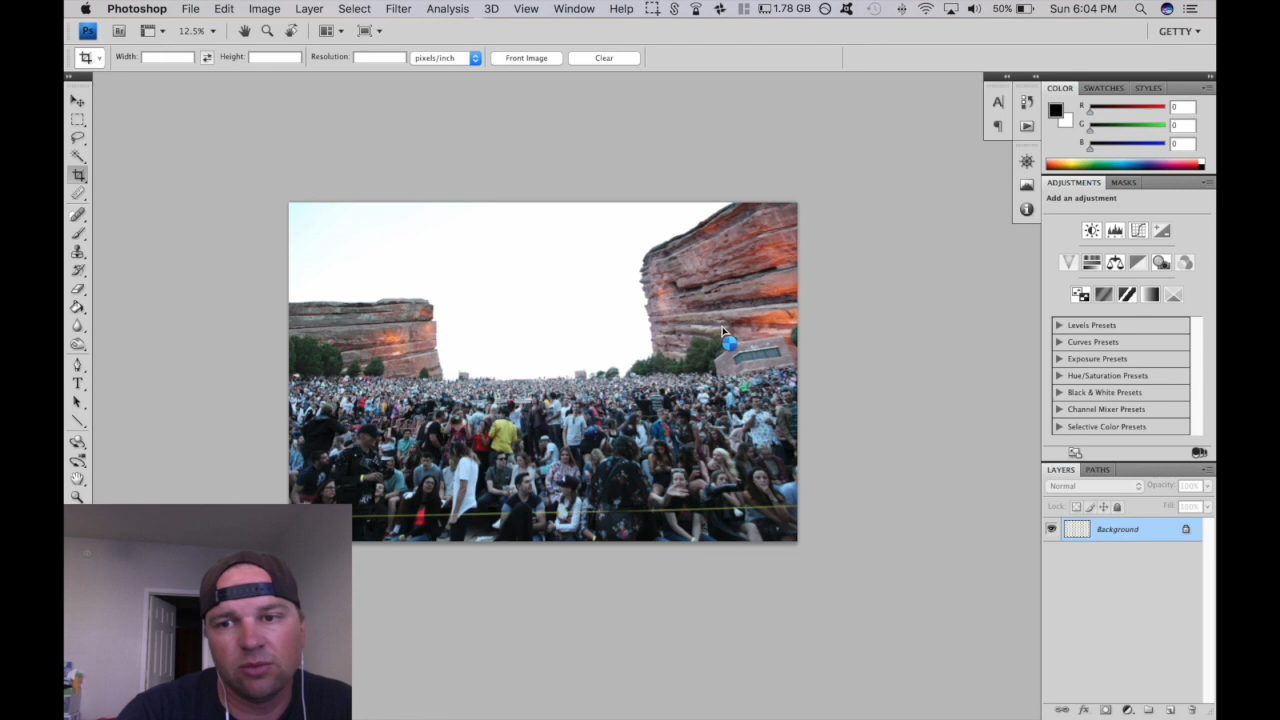 Photoshop File Edit Image Layer Select Filter Analysis 3D View Window Help 1.78 GB 50% Sun 6:04 PM
Ps Br 12.5% GETTY
Width: Height: Resolution: pixels/inch Front Image Clear
COLOR SWATCHES STYLES
R 0
G 0
B 0
ADJUSTMENTS MASKS
Add an adjustment
Levels Presets
Curves Presets
Exposure Presets
Hue/Saturation Presets
Black & White Presets
Channel Mixer Presets
Selective Color Presets
LAYERS PATHS
Normal Opacity: 100%
Lock: Fill: 100%
Background